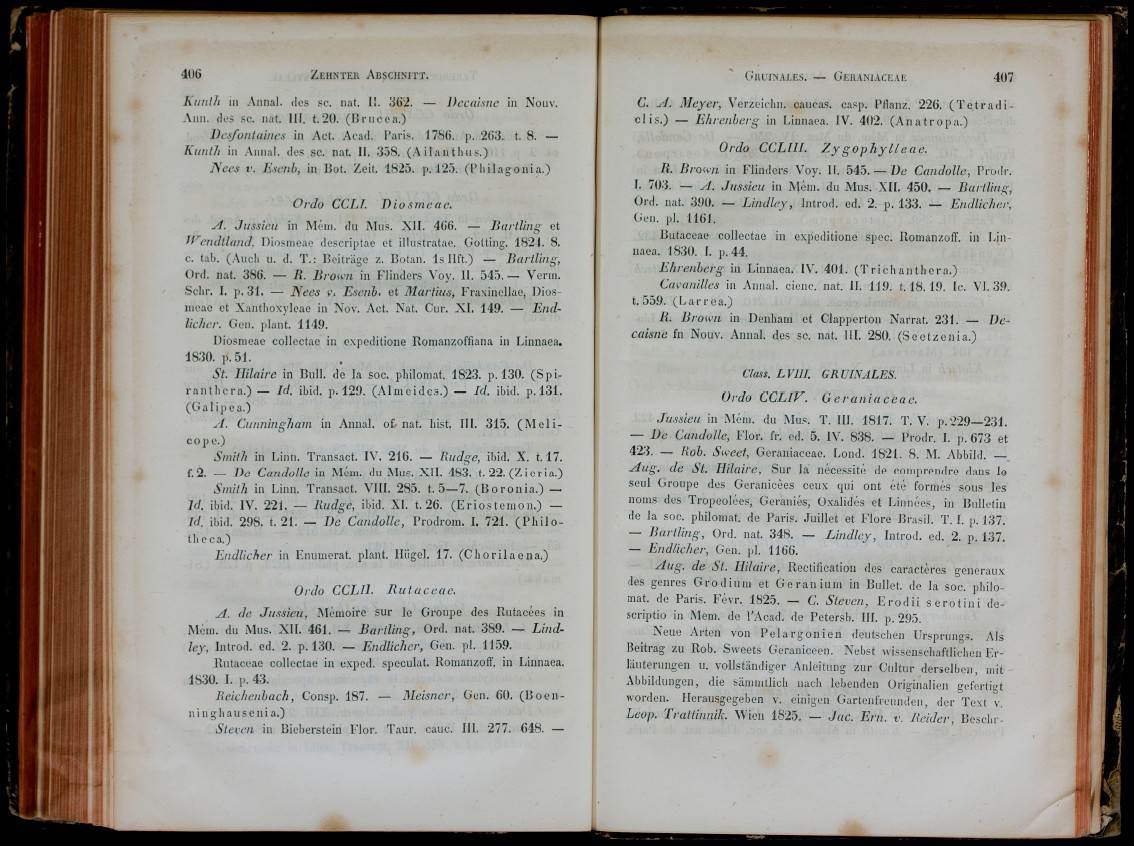 406 ZEHNTER ABSCHNITT.
Kunth in Annal. des sc. nat. II. 362. — Decaisne in Nouv.
Ann. des sc. nat. III. t. 20. (Brucea.)
Desfontaines in Act. Acad. Paris. 1786. p. 263. t. 8. —
Kunth in Annal. des sc. nat. II. 358. (Ailanthus.)
Nees v. Esenb. in Bot. Zeit. 1825. p. 125. (Philagonia.)
Ordo CCLI. Diosmeae.
A. Jussieu in Mém. du Mus. XII. 466. — Bartling et
Wendtland, Diosmeae descriptae et illustratae. Gotting. 1824. 8.
c. tab. (Auch u. d. T.: Beiträge z. Botan. 1s Hft.) — Bartling,
Ord. nat. 386. — R. Brown in Flinders Voy. II. 545. — Verm.
Schr. I. p. 31. — Nees v. Esenb. et Martius, Fraxinellae, Dios-
meae et Xanthoxyleae in Nov. Act. Nat. Cur. XI. 149. — End-
licher. Gen. plant. 1149.
Diosmeae collectae in expeditione Romanzoffiana in Linnaea.
1830. p. 51.
St. Hilaire in Bull. de la soc. philomat. 1823. p. 130. (Spi-
ranthera.) — Id. ibid. p. 129. (Almeidea.) — Id. ibid. p. 131.
(Galipea.)
A. Cunningham in Annal. of nat. hist. III. 315. (Meli-
cope.)
Smith in Linn. Transact. IV. 216. — Rudge, ibid. X. t. 17.
f. 2. — De Candolle in Mém. du Mus. XII. 483. t. 22. (Zieria.)
Smith in Linn. Transact. VIII. 285. t. 5—7. (Boronia.) —
Id. ibid. IV. 221. — Rudge, ibid. XI. t. 26. (Eriostemon.) —
Id. ibid. 298. t. 21. — De Candolle, Prodrom. I. 721. (Philo-
theca.)
Endlicher in Enumerat. plant. Hügel. 17. (Chorilaena.)
Ordo CCLII. Rutaceae.
A. de Jussieu, Mémoire sur le Groupe des Rutacées in
Mém. du Mus. XII. 461. — Bartling, Ord. nat. 389. — Lind-
ley, Introd. ed. 2. p. 130. — Endlicher, Gen. pl. 1159.
Rutaceae collectae in exped. speculat. Romanzoff. in Linnaea.
1830. I. p. 43.
Reichenbach, Consp. 187. — Meisner, Gen. 60. (Boen-
ninghausenia.)
Steven in Bieberstein Flor. Taur. cauc. III. 277. 648. —
GRUINALES. — GERANIACEAE 407
C. A. Meyer, Verzeichn. caucas. casp. Pflanz. 226. (Tetradi-
clis.) — Ehrenberg in Linnaea. IV. 402. (Anatropa.)
Ordo CCLIII. Zygophylleae.
R. Brown in Flinders Voy. II. 545. — De Candolle, Prodr.
I. 703. — A. Jussieu in Mém. du Mus. XII. 450. — Bartling,
Ord. nat. 390. — Lindley, Introd. ed. 2. p. 133. — Endlicher,
Gen. pl. 1161.
Butaceae collectae in expeditione spec. Romanzoff. in Lin-
naea. 1830. I. p. 44.
Ehrenberg in Linnaea. IV. 401. (Trichanthera.)
Cavanilles in Annal. cienc. nat. II. 119. t. 18. 19. Ic. VI. 39.
t. 559. (Larrea.)
R. Brown in Denham et Clapperton Narrat. 231. — De-
caisne in Nouv. Annal. des sc. nat. III. 280. (Seetzenia.)
Class. LVIII. GRUINALES.
Ordo CCLIV. Geraniaceae.
Jussieu in Mém. du Mus. T. III. 1817. T. V. p. 229—231.
— De Candolle, Flor. fr. ed. 5. IV. 838. — Prodr. I. p. 673 et
423. — Rob. Sweet, Geraniaceae. Lond. 1821. 8. M. Abbild. —
Aug. de St. Hilaire, Sur la nécessité de comprendre dans le
seul Groupe des Geranieées ceux qui ont été formés sous les
noms des Tropeolées, Geraniés, Oxalidés et Linnées, in Bulletin
de la soc. philomat. de Paris. Juillet et Flore Brasil. T. I. p. 137.
— Bartling, Ord. nat. 348. — Lindley, Introd. ed. 2. p. 137.
— Endlicher, Gen. pl. 1166.
Aug. de St. Hilaire, Rectification des caractères generaux
des genres Grodium et Geranium in Bullet. de la soc. philo-
mat. de Paris. Févr. 1825. — C. Steven, Erodii serotini de-
scriptio in Mem. de l'Acad. de Petersb. III. p. 295.
Neue Arten von Pelargonien deutschen Ursprungs. Als
Beitrag zu Rob. Sweets Geraniceen. Nebst wissenschaftlichen Er-
läuterungen u. vollständiger Anleitung zur Cultur derselben, mit
Abbildungen, die sämmtlich nach lebenden Originalien gefertigt
worden. Herausgegeben v. einigen Gartenfreunden, der Text v.
Leop. Trattinnik. Wien 1825. — Jac. Ern. v. Reider, Beschr-